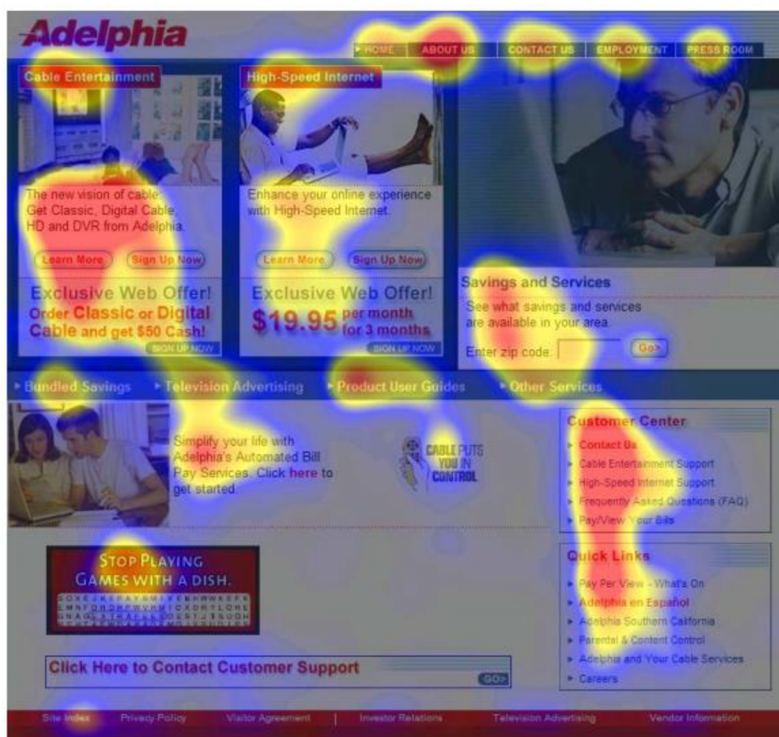 Adelphia
HOME
ABOUT US
CONTACT US
EMPLOYMENT
PRESS ROOM
Cable Entertainment
The new vision of cable:
Get Classic, Digital Cable,
HD and DVR from Adelphia.
Learn More
Sign Up Now
Exclusive Web Offer!
Order Classic or Digital
Cable and get $50 Cash!
SIGN UP NOW
High-Speed Internet
Enhance your online experience
with High-Speed Internet.
Learn More
Sign Up Now
Exclusive Web Offer!
$19.95 per month
for 3 months
SIGN UP NOW
Savings and Services
See what savings and services
are available in your area.
Enter zip code:
Go>
Bundled Savings
Television Advertising
Product User Guides
Other Services
Simplify your life with
Adelphia's Automated Bill
Pay Services. Click here to
get started.
CABLE PUTS
YOU IN
CONTROL
Customer Center
Contact Us
Cable Entertainment Support
High-Speed Internet Support
Frequently Asked Questions (FAQ)
Pay/View Your Bills
STOP PLAYING
GAMES WITH A DISH.
Quick Links
Pay Per View - What's On
Adelphia en Español
Adelphia Southern California
Parental & Content Control
Adelphia and Your Cable Services
Careers
Click Here to Contact Customer Support
GO>
Site Index
Privacy Policy
Visitor Agreement
Investor Relations
Television Advertising
Vendor Information